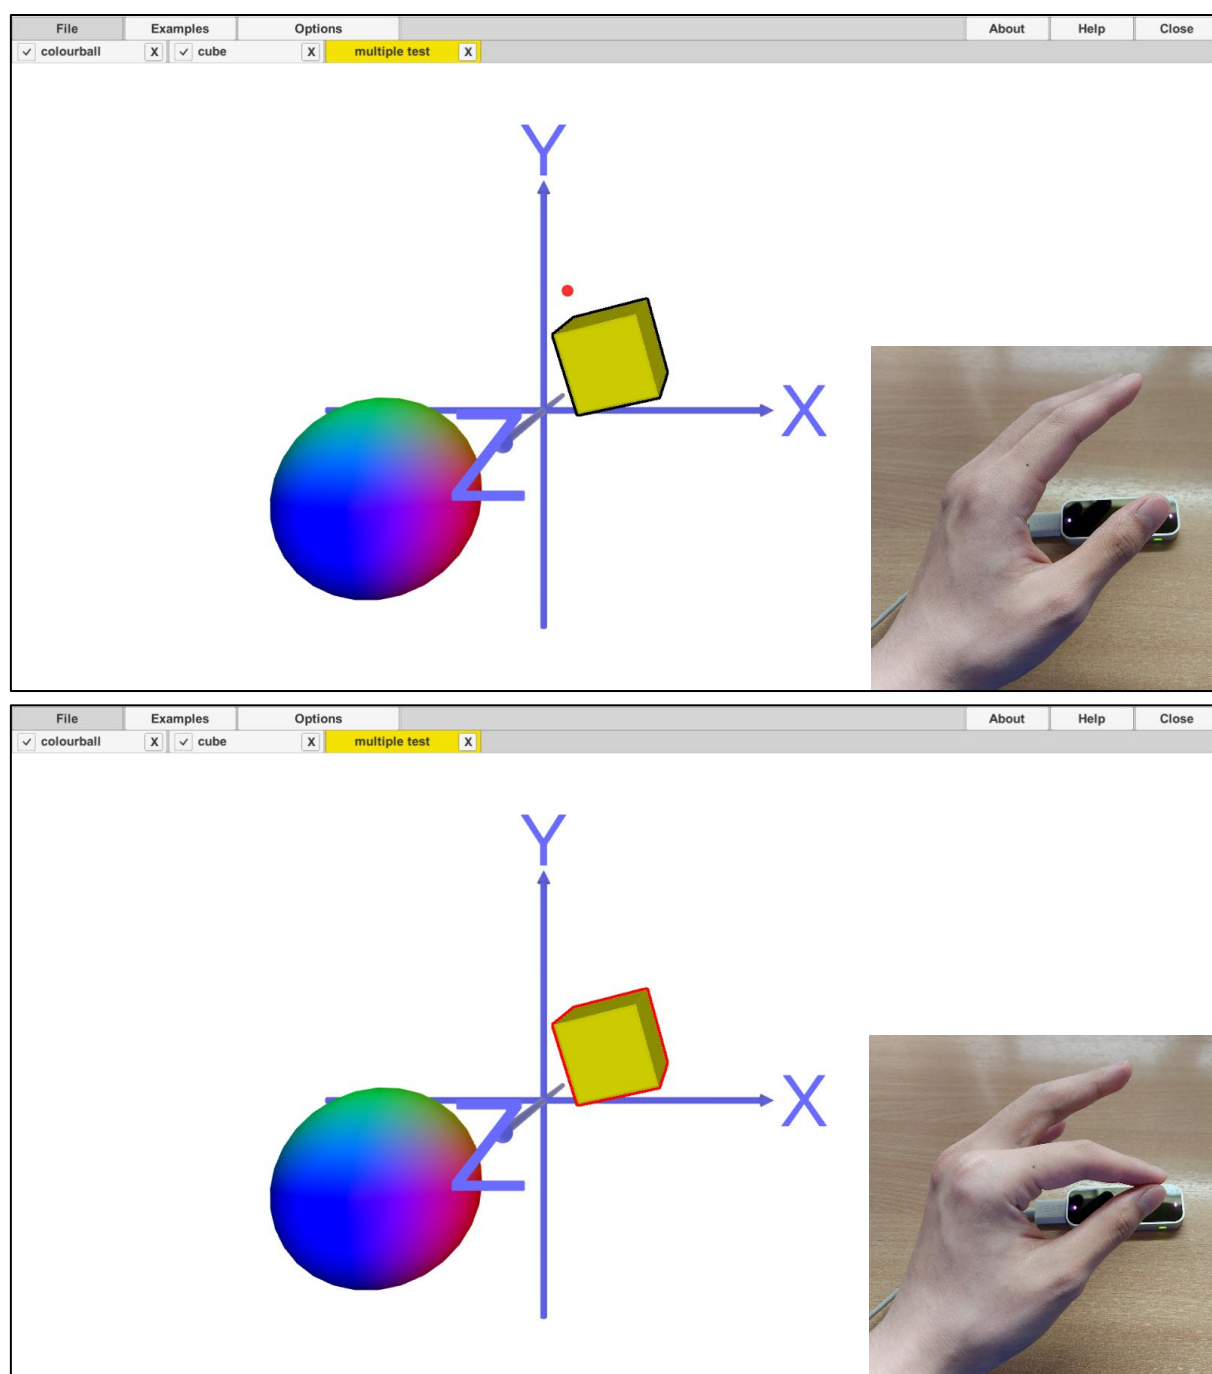 File Examples Options About Help Close
colourball X cube X multiple test X
Y
X
Z
File Examples Options About Help Close
colourball X cube X multiple test X
Y
X
Z